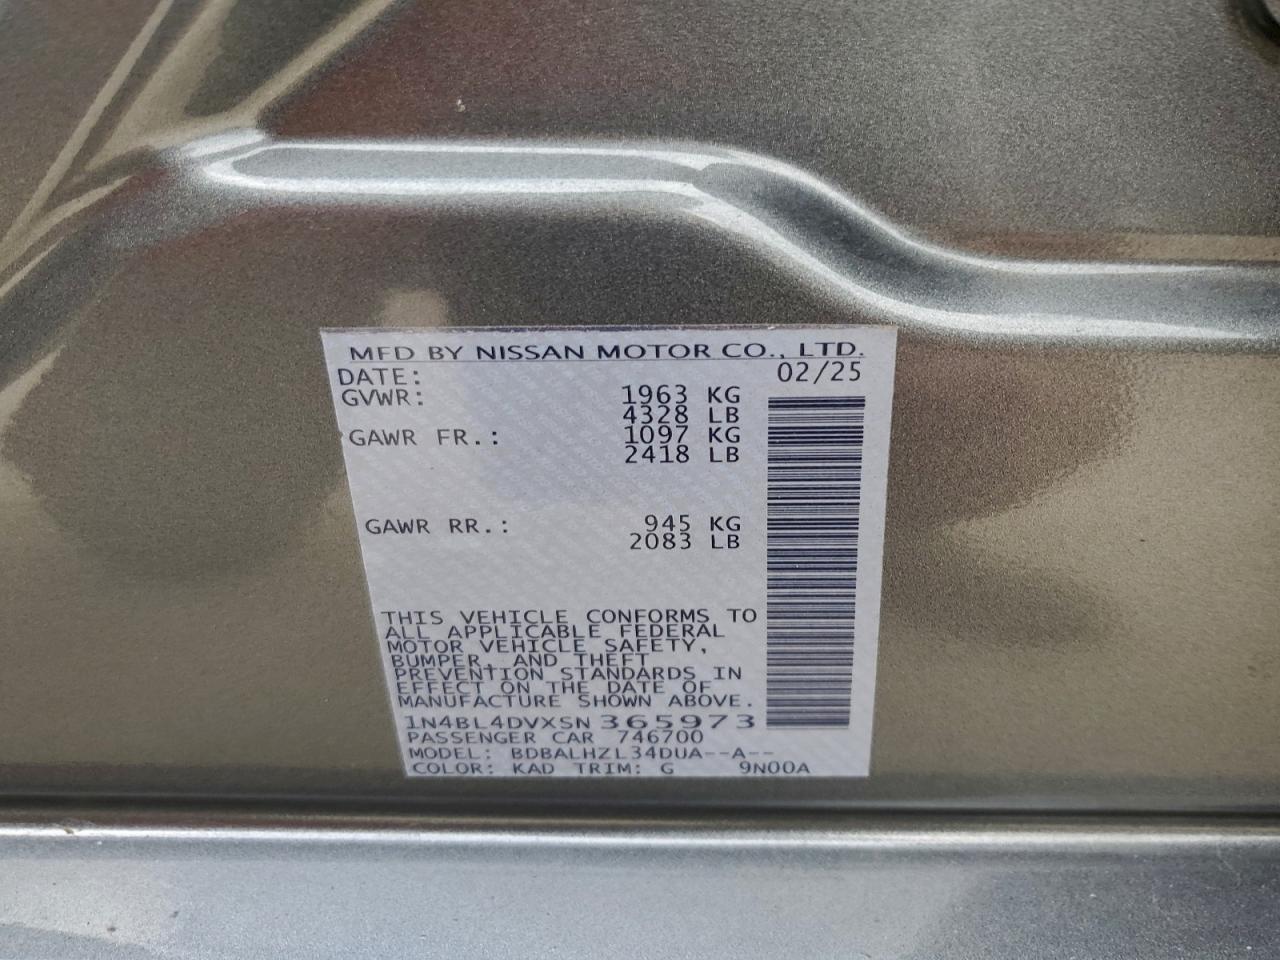 MFD BY NISSAN MOTOR CO., LTD.
DATE: 02/25
GVWR: 1963 KG
4328 LB
GAWR FR.: 1097 KG
2418 LB
GAWR RR.: 945 KG
2083 LB
THIS VEHICLE CONFORMS TO
ALL APPLICABLE FEDERAL
MOTOR VEHICLE SAFETY,
BUMPER, AND THEFT
PREVENTION STANDARDS IN
EFFECT ON THE DATE OF
MANUFACTURE SHOWN ABOVE.
1N4BL4DVXSN365973
PASSENGER CAR 746700
MODEL: BDBALHZL34DUA--A--
COLOR: KAD TRIM: G 9N00A